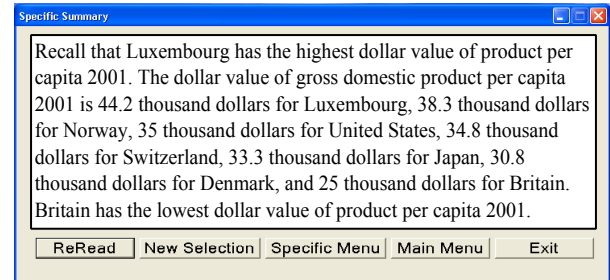 Specific Summary
Recall that Luxembourg has the highest dollar value of product per
capita 2001. The dollar value of gross domestic product per capita
2001 is 44.2 thousand dollars for Luxembourg, 38.3 thousand dollars
for Norway, 35 thousand dollars for United States, 34.8 thousand
dollars for Switzerland, 33.3 thousand dollars for Japan, 30.8
thousand dollars for Denmark, and 25 thousand dollars for Britain.
Britain has the lowest dollar value of product per capita 2001.
ReRead New Selection Specific Menu Main Menu Exit